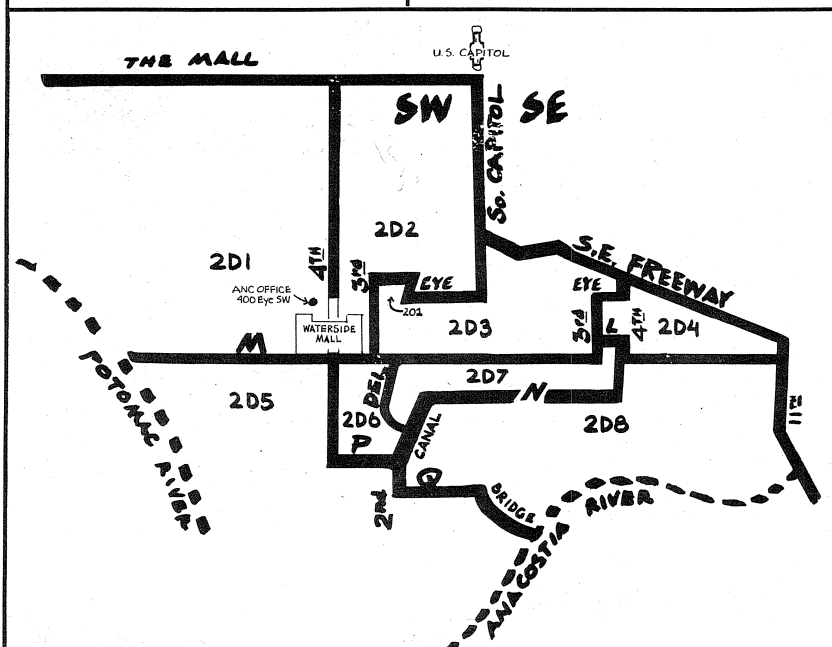 U.S. CAPITOL
THE MALL
SW
SE
So. CAPITOL
2D2
2D1
4TH
3rd
EYE
S.E. FREEWAY
ANC OFFICE
400 Eye SW
201
EYE
WATERSIDE
MALL
2D3
3rd
L
4TH
2D4
M
2D7
DEL
2D5
2D6
N
2D8
11TH
P
CANAL
POTOMAC RIVER
2nd
Q
BRIDGE
ANACOSTIA RIVER